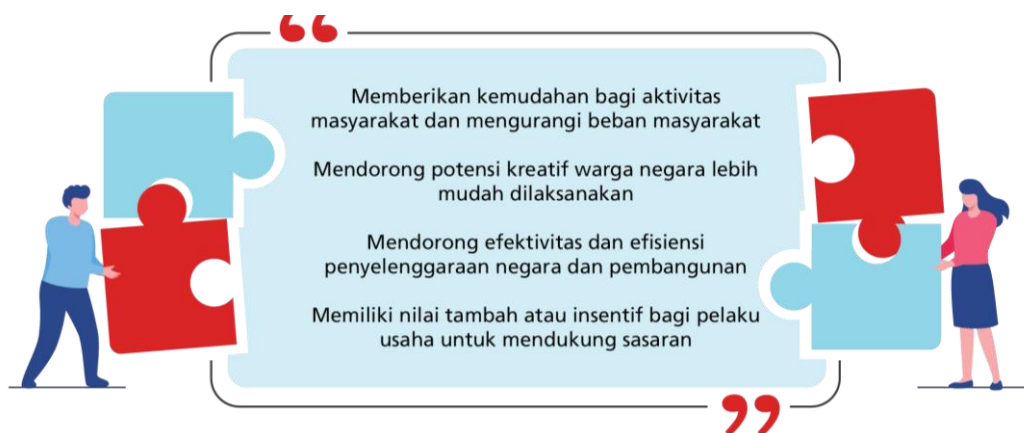 Memberikan kemudahan bagi aktivitas
masyarakat dan mengurangi beban masyarakat
Mendorong potensi kreatif warga negara lebih
mudah dilaksanakan
Mendorong efektivitas dan efisiensi
penyelenggaraan negara dan pembangunan
Memiliki nilai tambah atau insentif bagi pelaku
usaha untuk mendukung sasaran